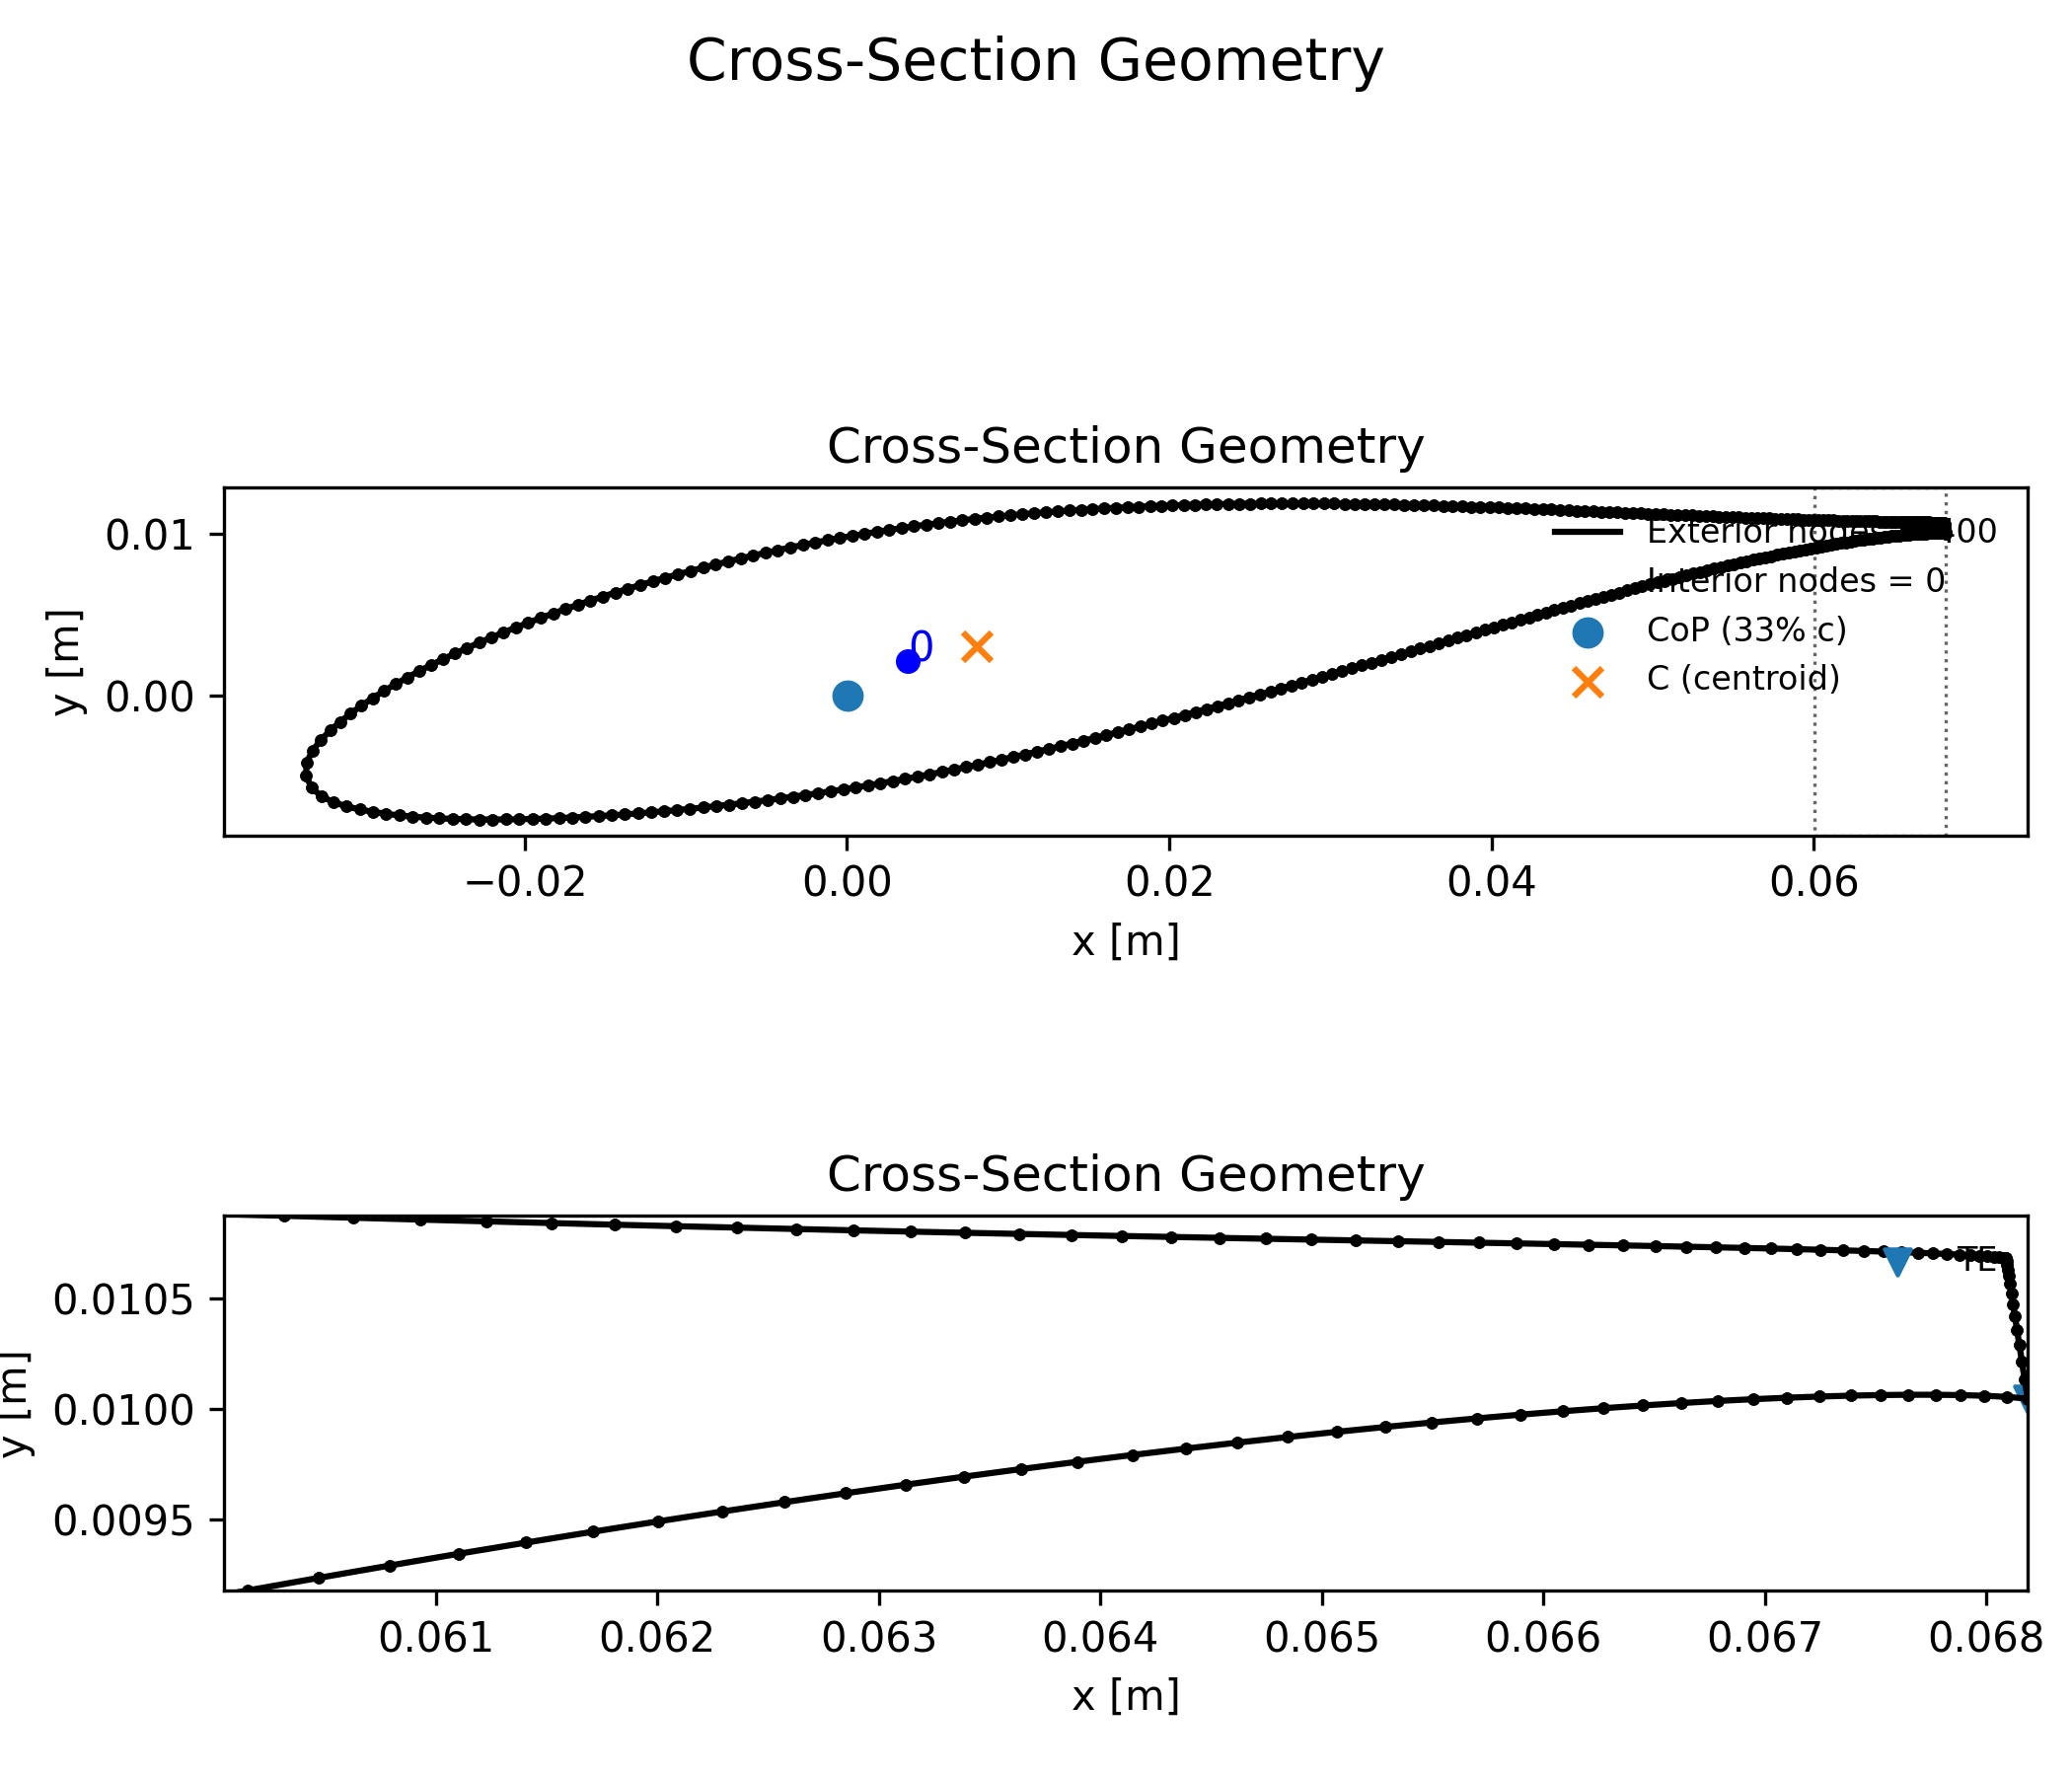 Cross-Section Geometry
Cross-Section Geometry
y [m]
0.01
0.00
0
Exterior nodes
Interior nodes = 0
CoP (33% c)
C (centroid)
−0.02 0.00 0.02 0.04 0.06
x [m]
Cross-Section Geometry
y [m]
0.0105
0.0100
0.0095
TE
0.061 0.062 0.063 0.064 0.065 0.066 0.067 0.068
x [m]